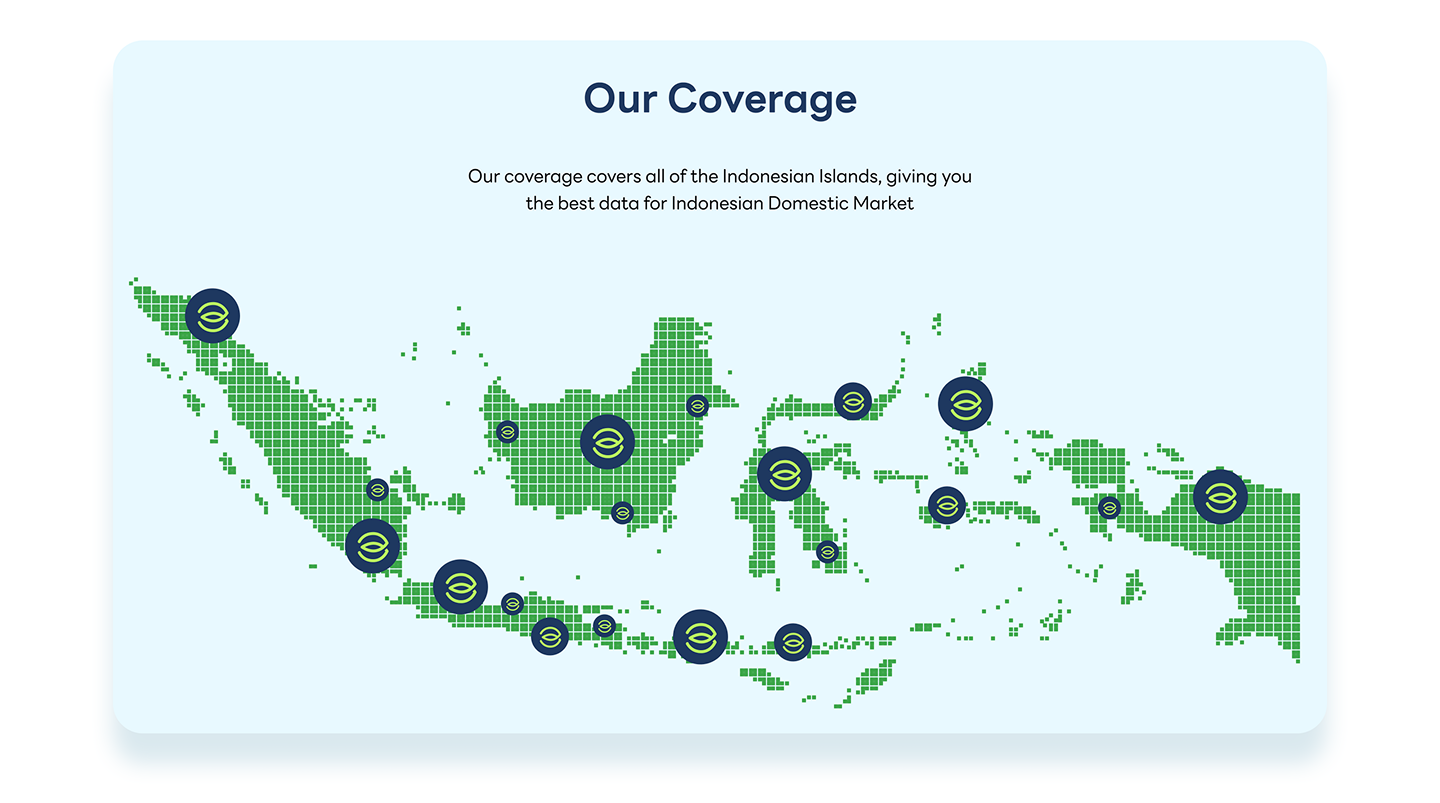 Our Coverage
Our coverage covers all of the Indonesian Islands, giving you
the best data for Indonesian Domestic Market